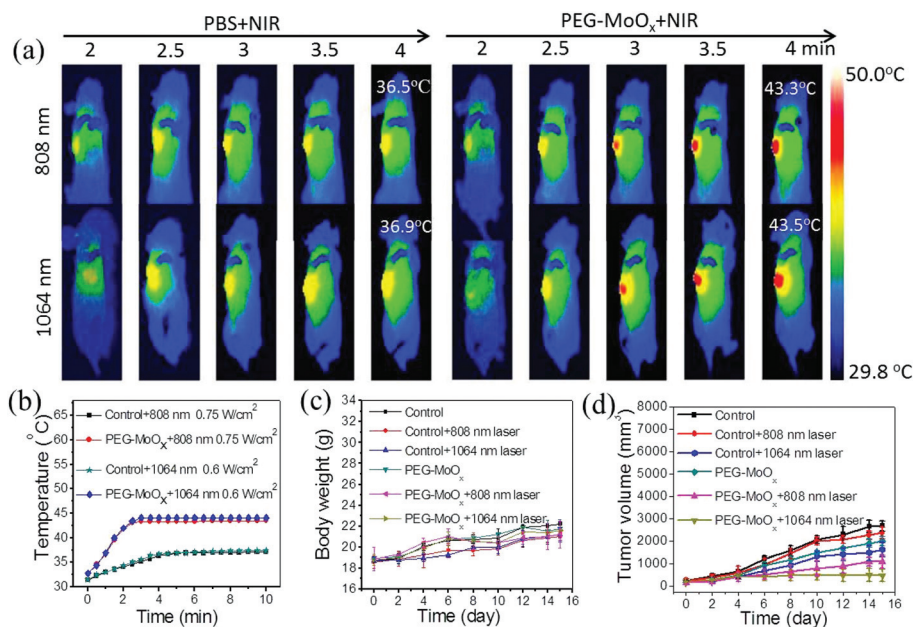 (a)
PBS+NIR
PEG-MoOx+NIR
2 2.5 3 3.5 4 2 2.5 3 3.5 4 min
808 nm
36.5°C
43.3°C
50.0°C
1064 nm
36.9°C
43.5°C
29.8 °C
(b)
Temperature (°C)
65
60
55
50
45
40
35
30
Control+808 nm 0.75 W/cm2
PEG-MoOX+808 nm 0.75 W/cm2
Control+1064 nm 0.6 W/cm2
PEG-MoOX+1064 nm 0.6 W/cm2
0 2 4 6 8 10
Time (min)
(c)
Body weight (g)
34
32
30
28
26
24
22
20
18
16
Control
Control+808 nm laser
Control+1064 nm laser
PEG-MoOx
PEG-MoOx+808 nm laser
PEG-MoOx+1064 nm laser
0 2 4 6 8 10 12 14 16
Time (day)
(d)
Tumor volume (mm3)
8000
7000
6000
5000
4000
3000
2000
1000
0
Control
Control+808 nm laser
Control+1064 nm laser
PEG-MoOx
PEG-MoOx+808 nm laser
PEG-MoOx+1064 nm laser
0 2 4 6 8 10 12 14 16
Time (day)